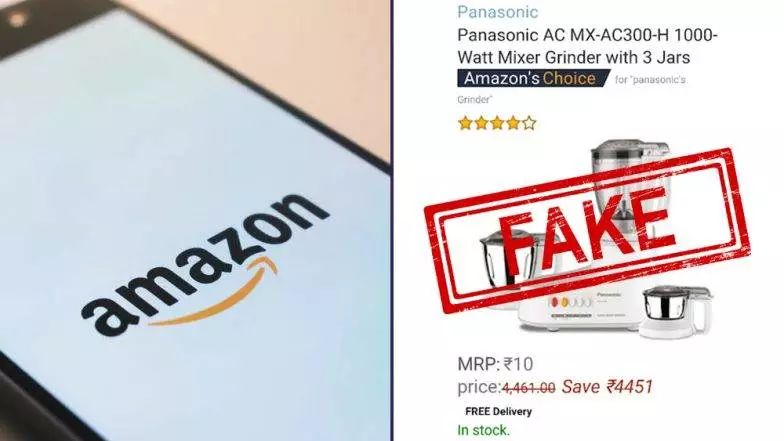 amazon
Panasonic
Panasonic AC MX-AC300-H 1000-
Watt Mixer Grinder with 3 Jars
Amazon's Choice for "panasonic's
Grinder"
FAKE
Panasonic
MRP: ₹10
price:4,461.00 Save ₹4451
FREE Delivery
In stock.